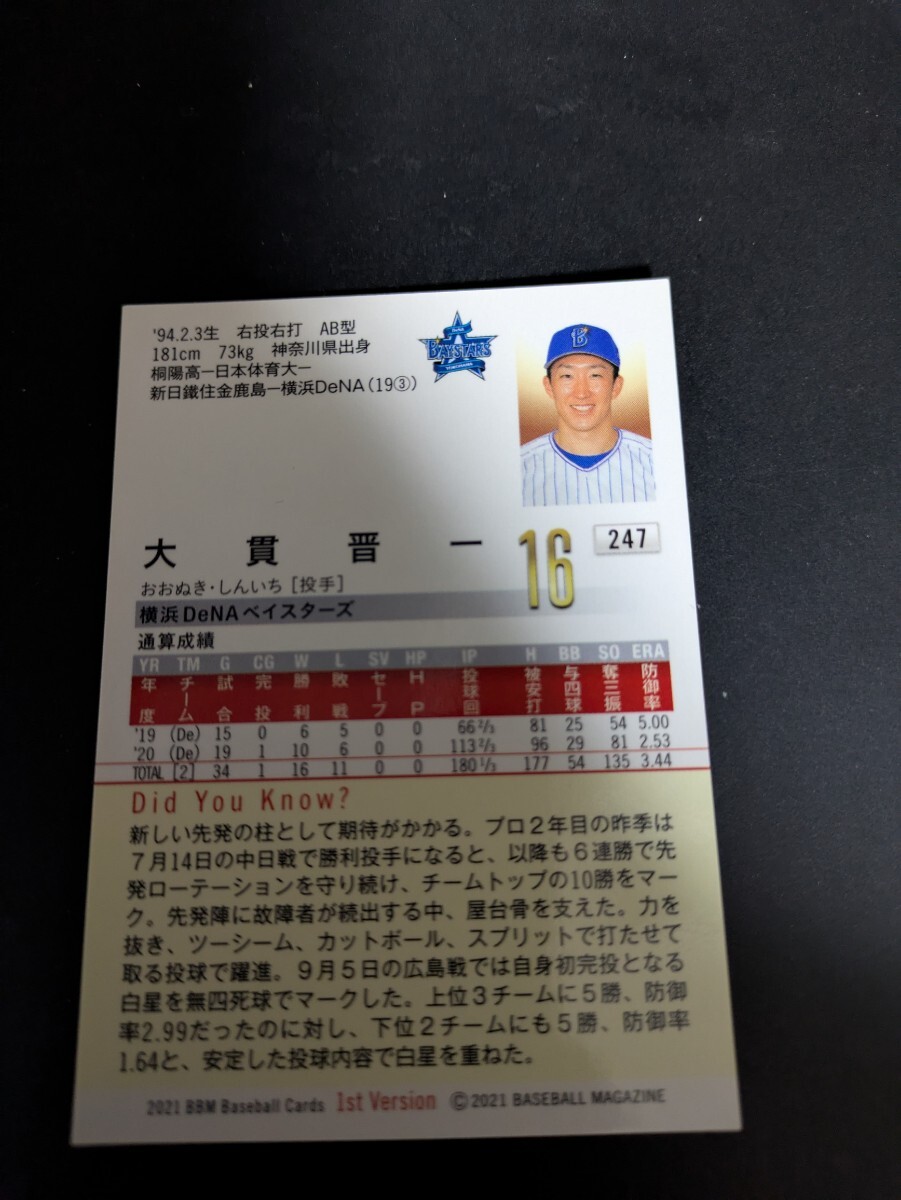 '94.2.3生 右投右打 AB型
181cm 73kg 神奈川県出身
桐陽高―日本体育大―
新日鐵住金鹿島―横浜DeNA(19③)
DeNA
BAYSTARS
YOKOHAMA
B
大貫晋一
16
247
おおぬき・しんいち [投手]
横浜DeNAベイスターズ
通算成績
YR TM G CG W L SV HP IP H BB SO ERA
年度 チーム 試合 完投 勝利 敗戦 セーブ HP 投球回 被安打 与四球 奪三振 防御率
'19 (De) 15 0 6 5 0 0 66 2/3 81 25 54 5.00
'20 (De) 19 1 10 6 0 0 113 2/3 96 29 81 2.53
TOTAL [2] 34 1 16 11 0 0 180 1/3 177 54 135 3.44
Did You Know?
新しい先発の柱として期待がかかる。プロ2年目の昨季は
7月14日の中日戦で勝利投手になると、以降も6連勝で先
発ローテーションを守り続け、チームトップの10勝をマー
ク。先発陣に故障者が続出する中、屋台骨を支えた。力を
抜き、ツーシーム、カットボール、スプリットで打たせて
取る投球で躍進。9月5日の広島戦では自身初完投となる
白星を無四死球でマークした。上位3チームに5勝、防御
率2.99だったのに対し、下位2チームにも5勝、防御率
1.64と、安定した投球内容で白星を重ねた。
2021 BBM Baseball Cards 1st Version ©2021 BASEBALL MAGAZINE